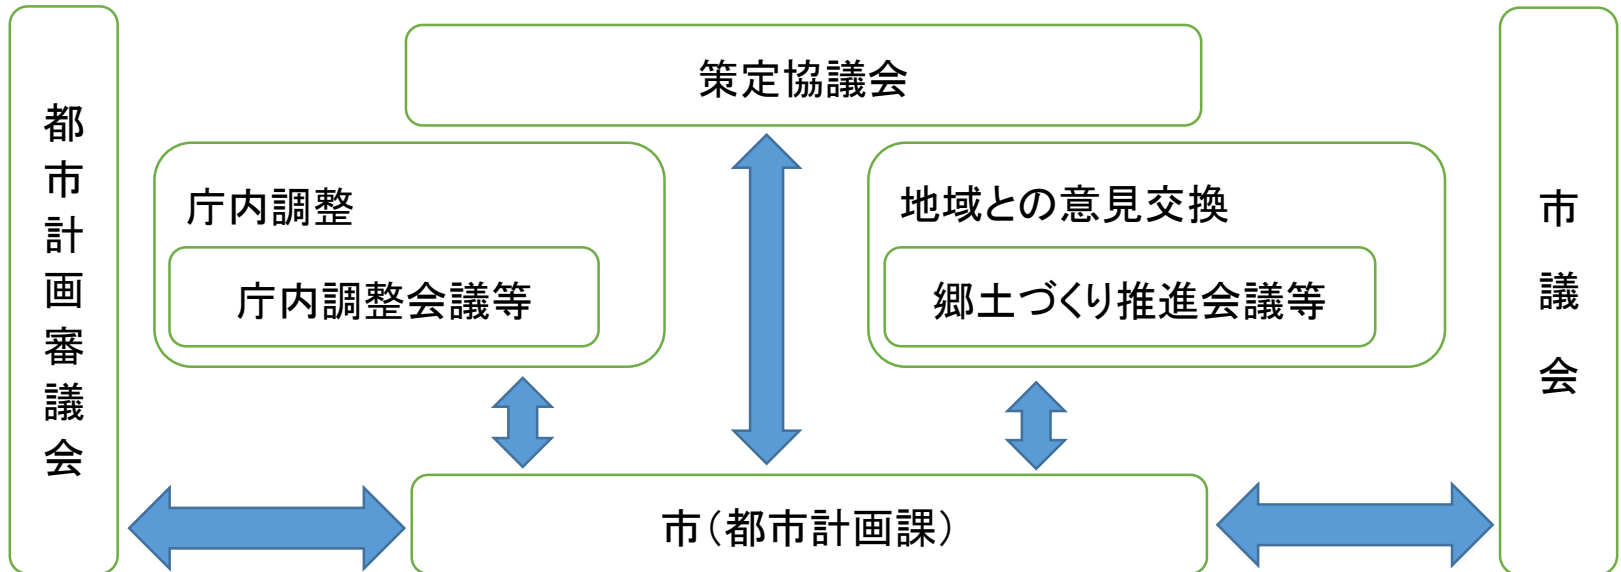 都市計画審議会
策定協議会
庁内調整
庁内調整会議等
地域との意見交換
郷土づくり推進会議等
市議会
市（都市計画課）